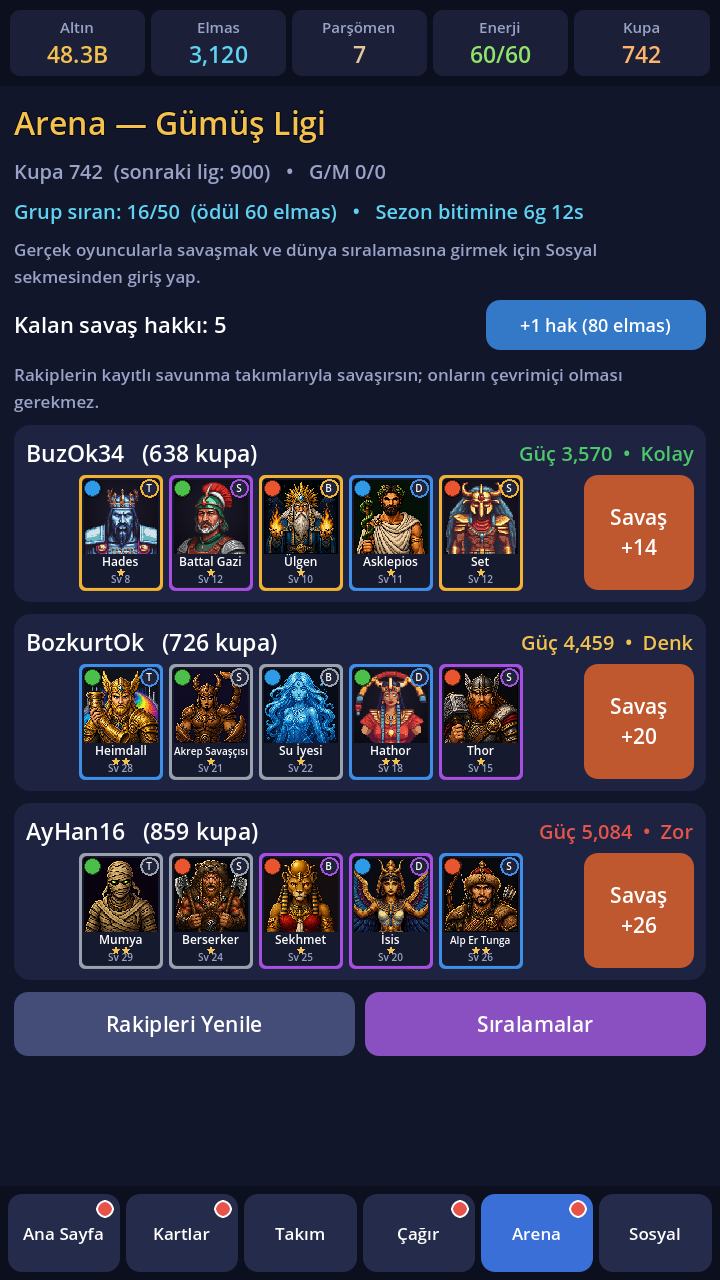 Altın Elmas Parşömen Enerji Kupa
48.3B 3,120 7 60/60 742
Arena — Gümüş Ligi
Kupa 742 (sonraki lig: 900) • G/M 0/0
Grup sıran: 16/50 (ödül 60 elmas) • Sezon bitimine 6g 12s
Gerçek oyuncularla savaşmak ve dünya sıralamasına girmek için Sosyal
sekmesinden giriş yap.
Kalan savaş hakkı: 5 +1 hak (80 elmas)
Rakiplerin kayıtlı savunma takımlarıyla savaşırsın; onların çevrimiçi olması
gerekmez.
BuzOk34 (638 kupa) Güç 3,570 • Kolay
T S B D S
Hades Battal Gazi Ülgen Asklepios Set
Sv 8 Sv 12 Sv 10 Sv 11 Sv 12
Savaş
+14
BozkurtOk (726 kupa) Güç 4,459 • Denk
T S B D S
Heimdall Akrep Savaşçısı Su İyesi Hathor Thor
Sv 28 Sv 21 Sv 22 Sv 18 Sv 15
Savaş
+20
AyHan16 (859 kupa) Güç 5,084 • Zor
T S B D S
Mumya Berserker Sekhmet İsis Alp Er Tunga
Sv 29 Sv 24 Sv 25 Sv 20 Sv 26
Savaş
+26
Rakipleri Yenile Sıralamalar
Ana Sayfa Kartlar Takım Çağır Arena Sosyal